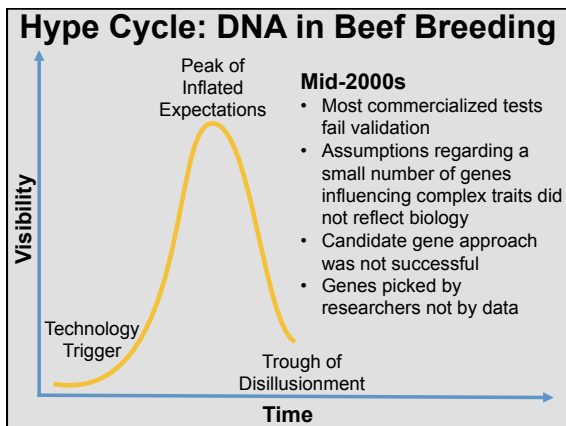 Hype Cycle: DNA in Beef Breeding
Peak of
Inflated
Expectations
Mid-2000s
• Most commercialized tests
fail validation
• Assumptions regarding a
small number of genes
influencing complex traits did
not reflect biology
• Candidate gene approach
was not successful
• Genes picked by
researchers not by data
Visibility
Technology
Trigger
Trough of
Disillusionment
Time